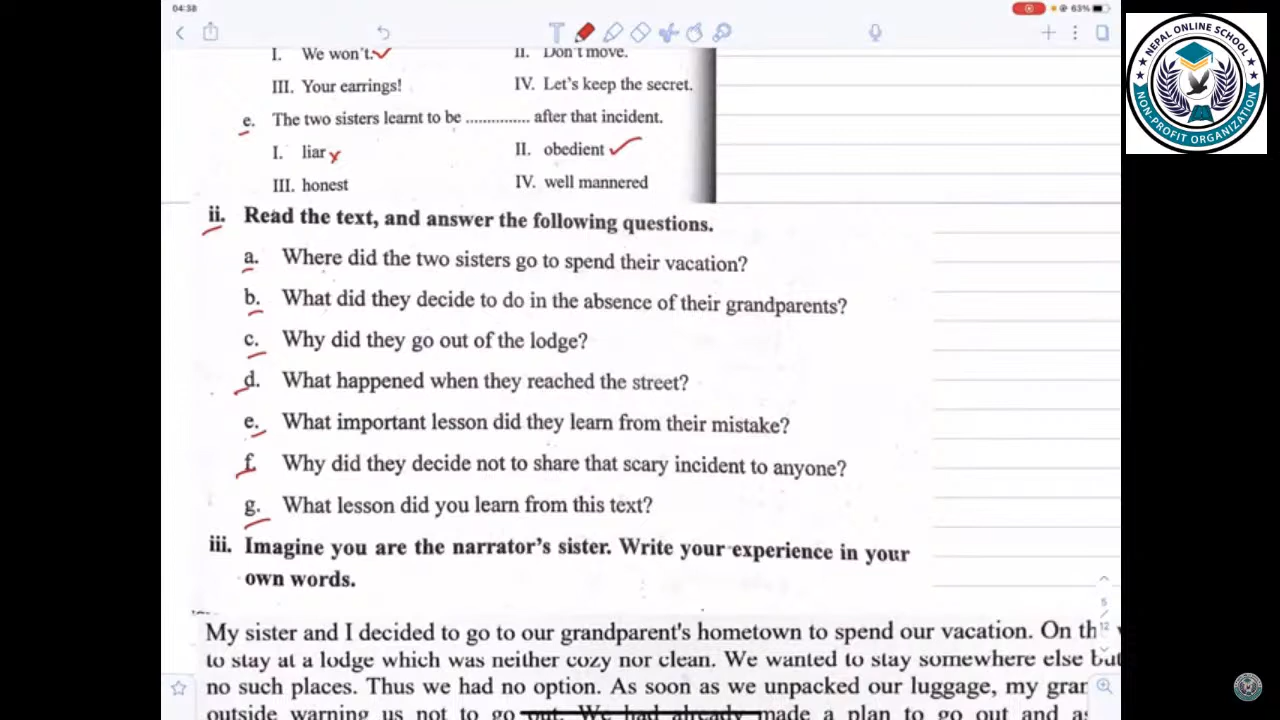 04:38
63%
I. We won't.
II. Don't move.
III. Your earrings!
IV. Let's keep the secret.
e. The two sisters learnt to be .............. after that incident.
I. liar
II. obedient
III. honest
IV. well mannered
ii. Read the text, and answer the following questions.
a. Where did the two sisters go to spend their vacation?
b. What did they decide to do in the absence of their grandparents?
c. Why did they go out of the lodge?
d. What happened when they reached the street?
e. What important lesson did they learn from their mistake?
f. Why did they decide not to share that scary incident to anyone?
g. What lesson did you learn from this text?
iii. Imagine you are the narrator's sister. Write your experience in your
own words.
My sister and I decided to go to our grandparent's hometown to spend our vacation. On th
to stay at a lodge which was neither cozy nor clean. We wanted to stay somewhere else but
no such places. Thus we had no option. As soon as we unpacked our luggage, my gran
outside warning us not to go out. We had already made a plan to go out and as
5
12
NEPAL ONLINE SCHOOL
NON-PROFIT ORGANIZATION